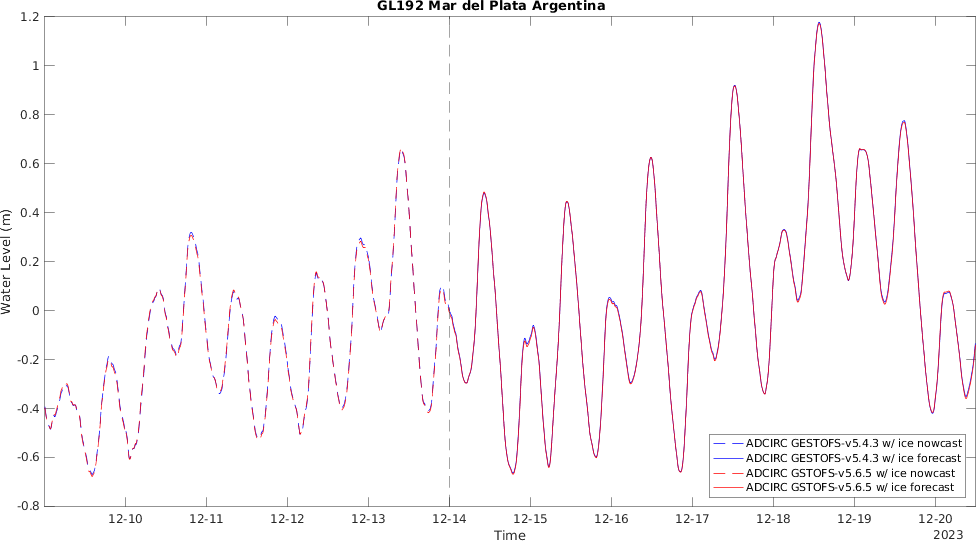 GL192 Mar del Plata Argentina
1.2
1
0.8
0.6
0.4
0.2
0
-0.2
-0.4
-0.6
-0.8
Water Level (m)
ADCIRC GESTOFS-v5.4.3 w/ ice nowcast
ADCIRC GESTOFS-v5.4.3 w/ ice forecast
ADCIRC GSTOFS-v5.6.5 w/ ice nowcast
ADCIRC GSTOFS-v5.6.5 w/ ice forecast
12-10 12-11 12-12 12-13 12-14 12-15 12-16 12-17 12-18 12-19 12-20
Time
2023